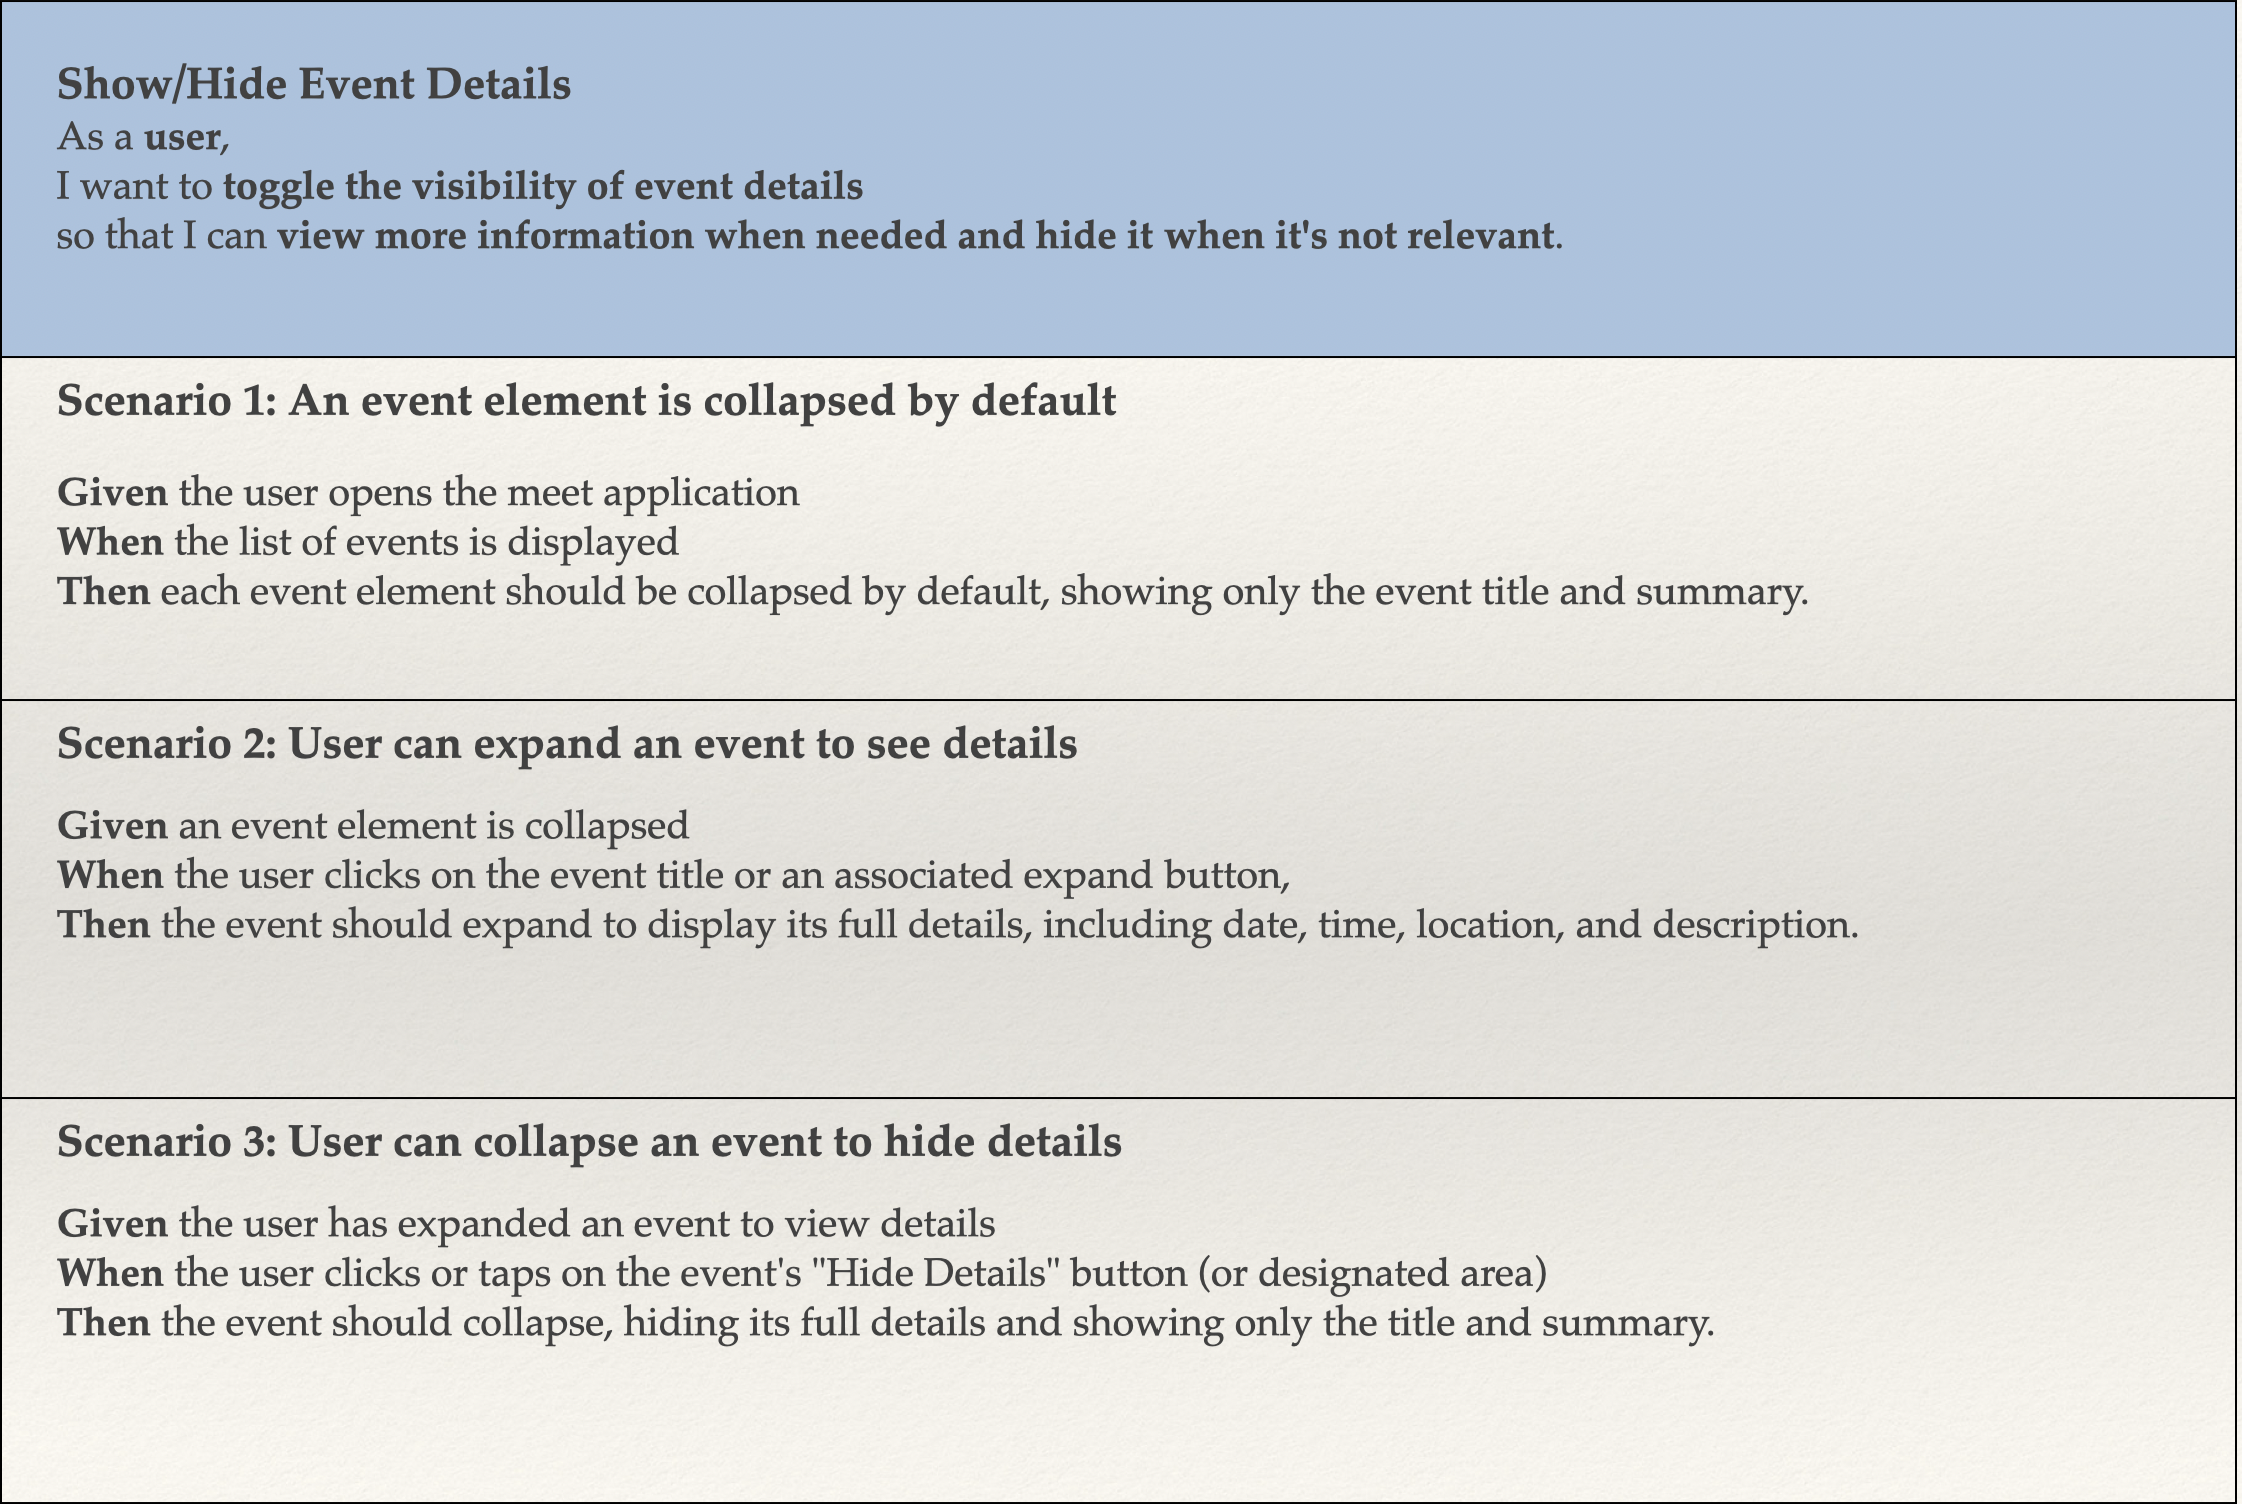 Show/Hide Event Details
As a user,
I want to toggle the visibility of event details
so that I can view more information when needed and hide it when it's not relevant.
Scenario 1: An event element is collapsed by default
Given the user opens the meet application
When the list of events is displayed
Then each event element should be collapsed by default, showing only the event title and summary.
Scenario 2: User can expand an event to see details
Given an event element is collapsed
When the user clicks on the event title or an associated expand button,
Then the event should expand to display its full details, including date, time, location, and description.
Scenario 3: User can collapse an event to hide details
Given the user has expanded an event to view details
When the user clicks or taps on the event's "Hide Details" button (or designated area)
Then the event should collapse, hiding its full details and showing only the title and summary.